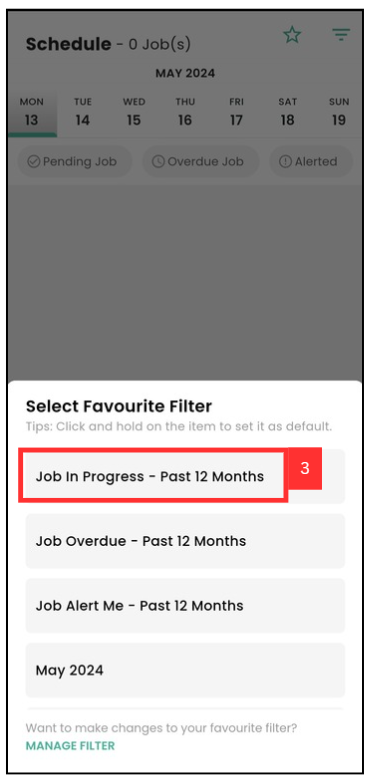 Schedule - 0 Job(s)
MAY 2024
MON TUE WED THU FRI SAT SUN
13 14 15 16 17 18 19
Pending Job Overdue Job Alerted
Select Favourite Filter
Tips: Click and hold on the item to set it as default.
Job In Progress - Past 12 Months 3
Job Overdue - Past 12 Months
Job Alert Me - Past 12 Months
May 2024
Want to make changes to your favourite filter?
MANAGE FILTER